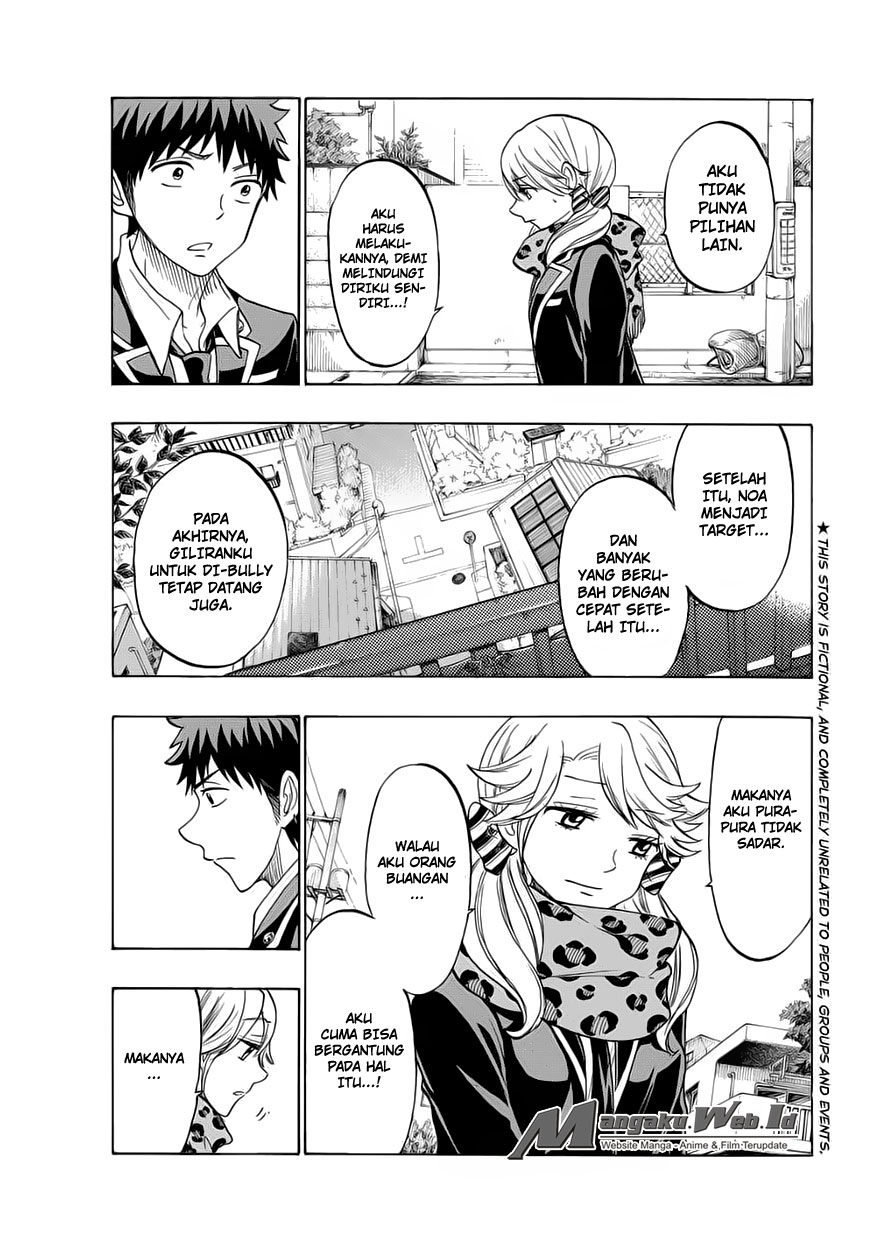 AKU
TIDAK
PUNYA
PILIHAN
LAIN.
AKU
HARUS
MELAKU-
KANNYA, DEMI
MELINDUNGI
DIRIKU SEN-
DIRI...!
SETELAH
ITU, NOA
MENJADI
TARGET...
DAN
BANYAK
YANG BERU-
BAH DENGAN
CEPAT SETE-
LAH ITU...
PADA
AKHIRNYA,
GILIRANKU
UNTUK DI-BULLY
TETAP DATANG
JUGA.
MAKANYA
AKU PURA-
PURA TIDAK
SADAR.
WALAU
AKU ORANG
BUANGAN
...
AKU
CUMA BISA
BERGANTUNG
PADA HAL
ITU...!
MAKANYA
...
★ THIS STORY IS FICTIONAL, AND COMPLETELY UNRELATED TO PEOPLE, GROUPS AND EVENTS.
Mangaku.Web.Id
Website Manga - Anime & Film Terupdate